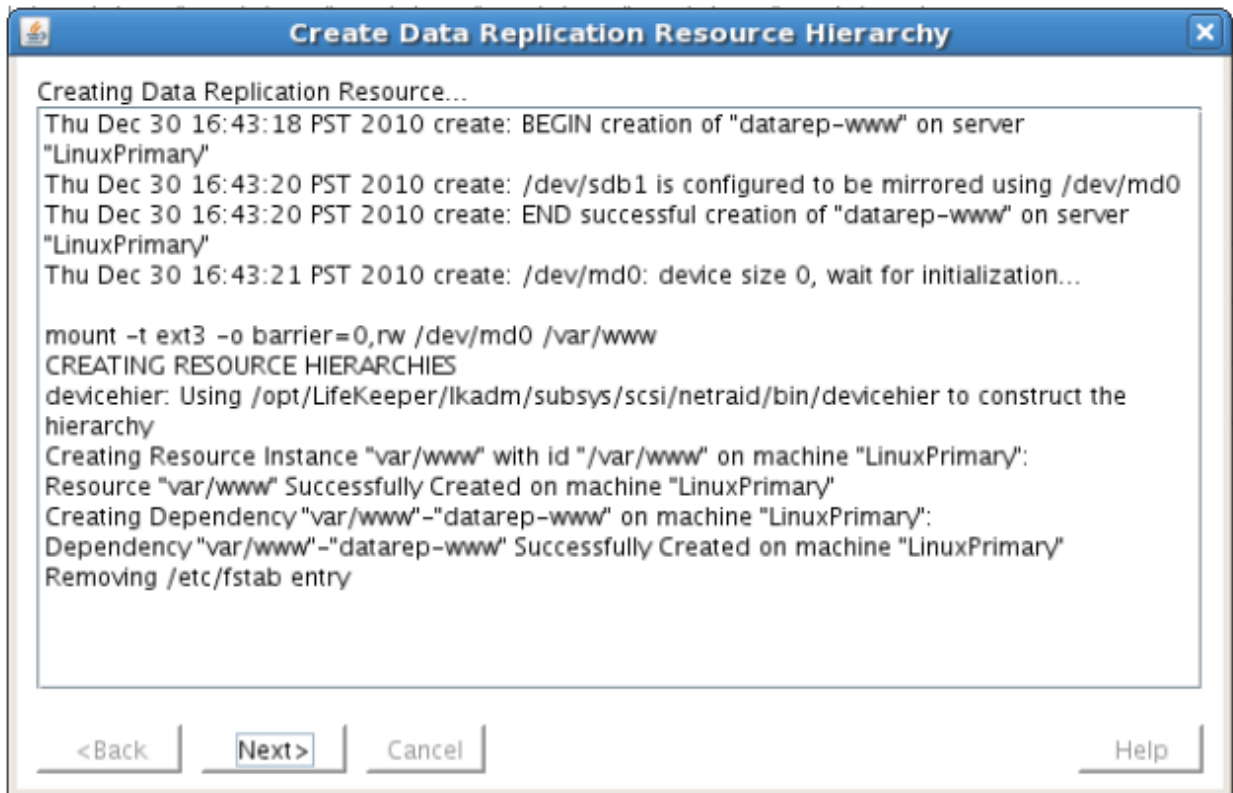 Create Data Replication Resource Hierarchy
Creating Data Replication Resource...
Thu Dec 30 16:43:18 PST 2010 create: BEGIN creation of "datarep-www" on server
"LinuxPrimary"
Thu Dec 30 16:43:20 PST 2010 create: /dev/sdb1 is configured to be mirrored using /dev/md0
Thu Dec 30 16:43:20 PST 2010 create: END successful creation of "datarep-www" on server
"LinuxPrimary"
Thu Dec 30 16:43:21 PST 2010 create: /dev/md0: device size 0, wait for initialization...
mount -t ext3 -o barrier=0,rw /dev/md0 /var/www
CREATING RESOURCE HIERARCHIES
devicehier: Using /opt/LifeKeeper/lkadm/subsys/scsi/netraid/bin/devicehier to construct the
hierarchy
Creating Resource Instance "var/www" with id "/var/www" on machine "LinuxPrimary":
Resource "var/www" Successfully Created on machine "LinuxPrimary"
Creating Dependency "var/www"-"datarep-www" on machine "LinuxPrimary":
Dependency "var/www"-"datarep-www" Successfully Created on machine "LinuxPrimary"
Removing /etc/fstab entry
<Back Next> Cancel Help